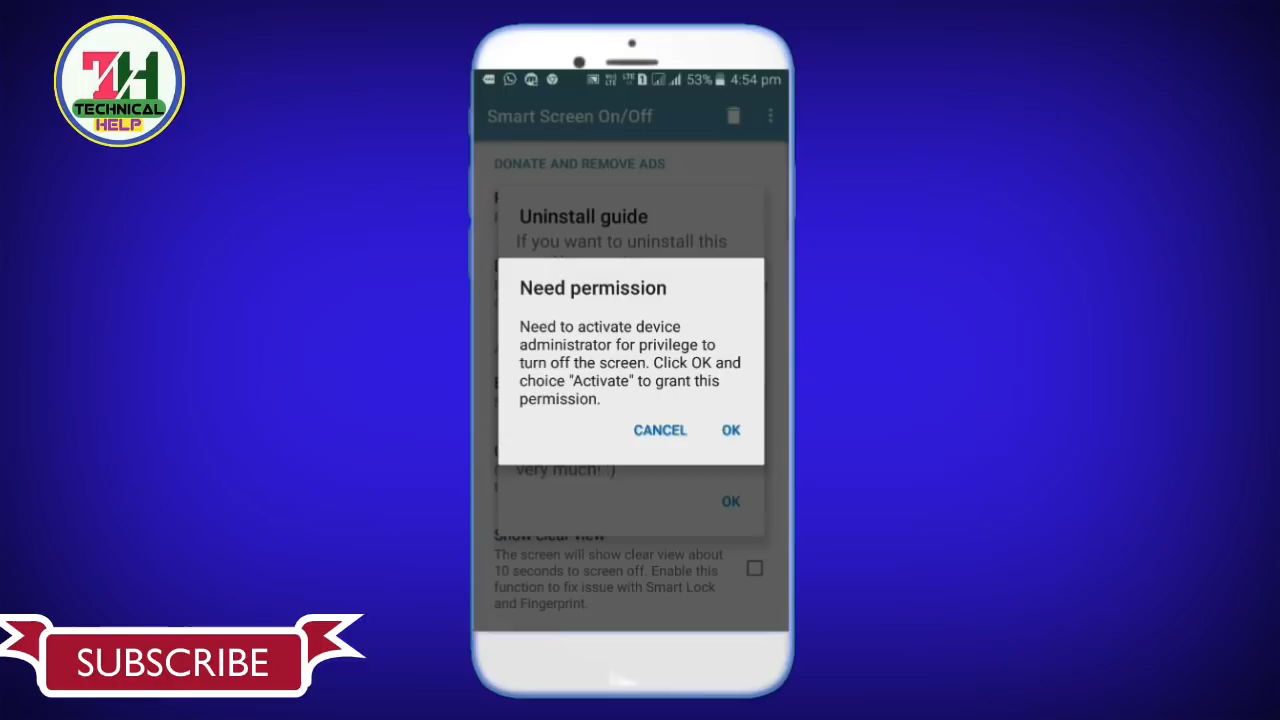 TH
TECHNICAL
HELP
53% 4:54 pm
Smart Screen On/Off
DONATE AND REMOVE ADS
Uninstall guide
If you want to uninstall this
Need permission
Need to activate device
administrator for privilege to
turn off the screen. Click OK and
choice "Activate" to grant this
permission.
CANCEL OK
very much! :)
OK
Show clear view
The screen will show clear view about
10 seconds to screen off. Enable this
function to fix issue with Smart Lock
and Fingerprint.
SUBSCRIBE